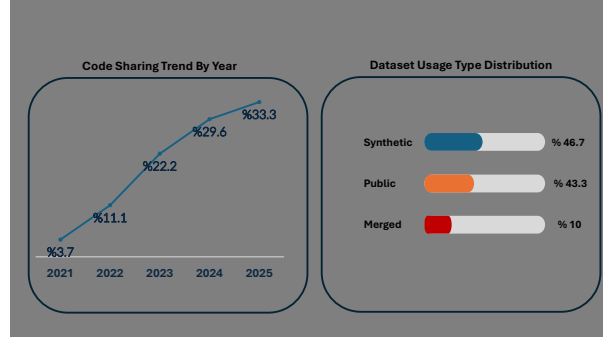 Code Sharing Trend By Year
%33.3
%29.6
%22.2
%11.1
%3.7
2021 2022 2023 2024 2025
Dataset Usage Type Distribution
Synthetic % 46.7
Public % 43.3
Merged % 10